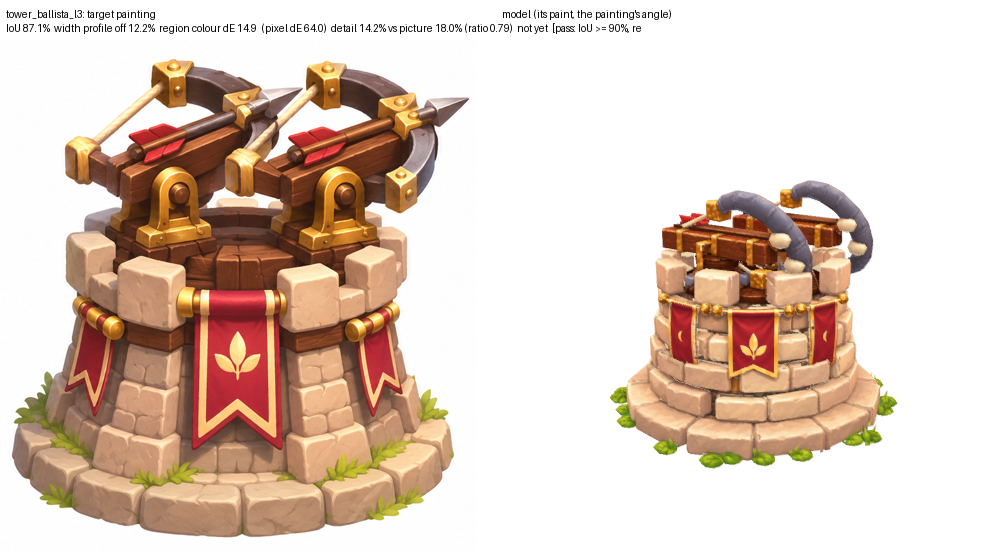 tower_ballista_l3: target painting
model (its paint, the painting's angle)
IoU 87.1% width profile off 12.2% region colour dE 14.9 (pixel dE 64.0) detail 14.2% vs picture 18.0% (ratio 0.79) not yet [pass: IoU >= 90%, re